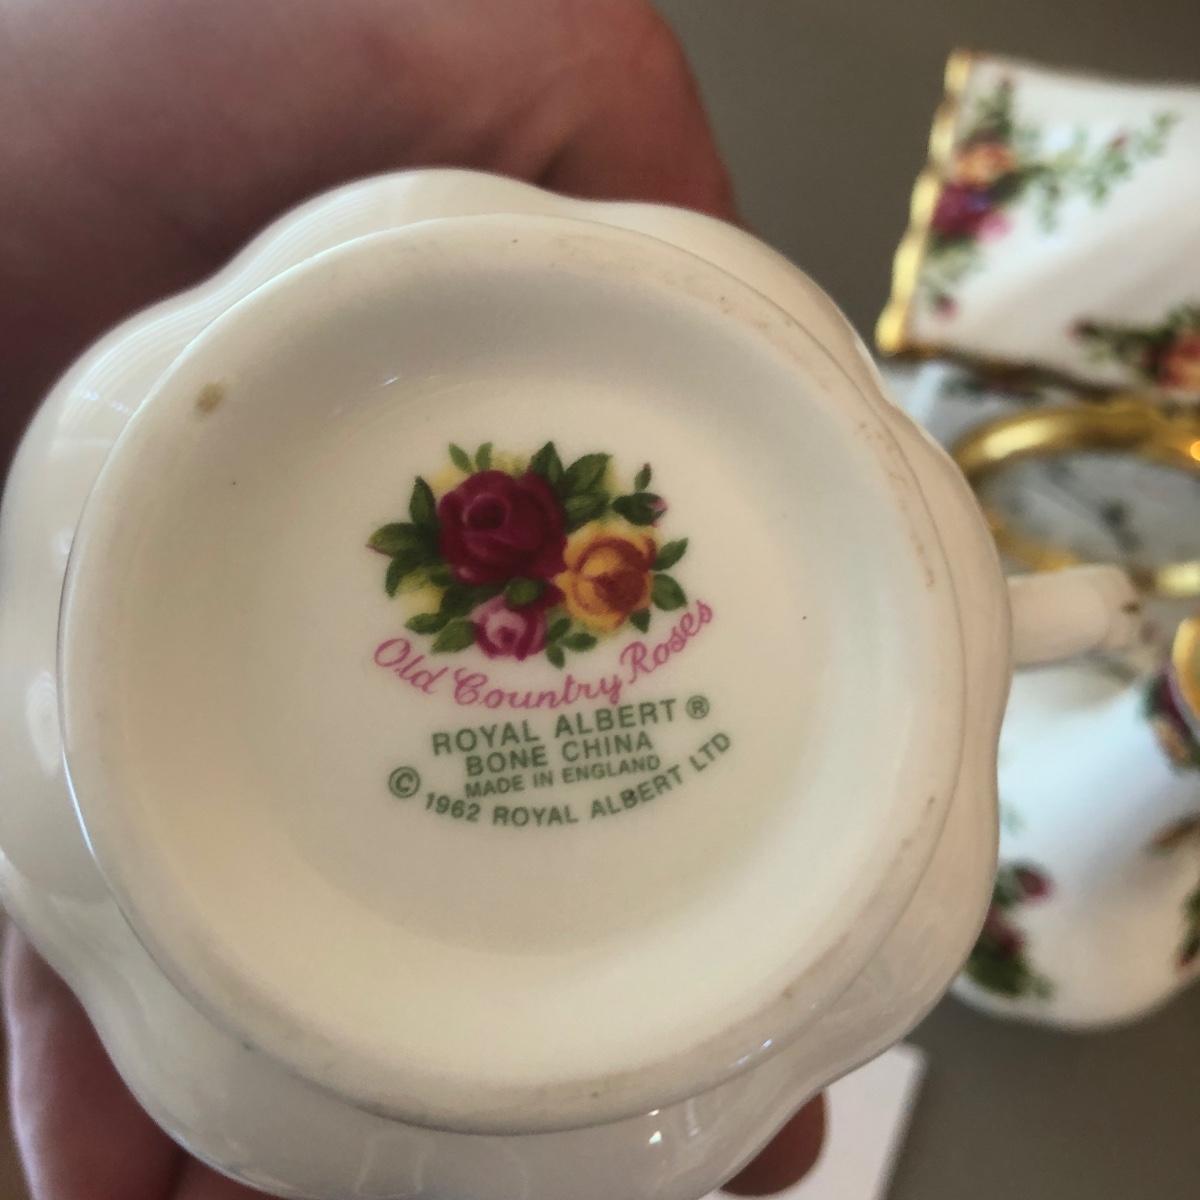 Old Country Roses
ROYAL ALBERT ®
BONE CHINA
MADE IN ENGLAND
© 1962 ROYAL ALBERT LTD